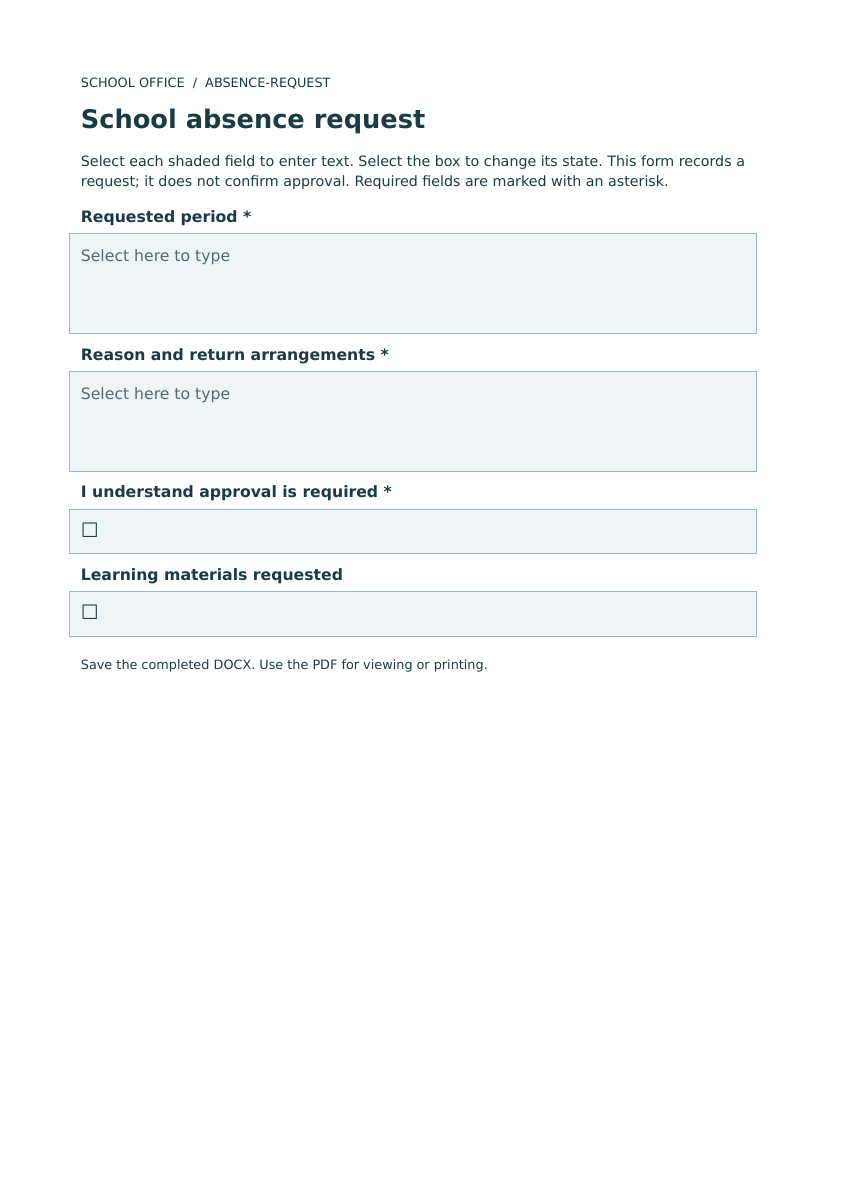 SCHOOL OFFICE / ABSENCE-REQUEST
School absence request
Select each shaded field to enter text. Select the box to change its state. This form records a
request; it does not confirm approval. Required fields are marked with an asterisk.
Requested period *
Select here to type
Reason and return arrangements *
Select here to type
I understand approval is required *
☐
Learning materials requested
☐
Save the completed DOCX. Use the PDF for viewing or printing.